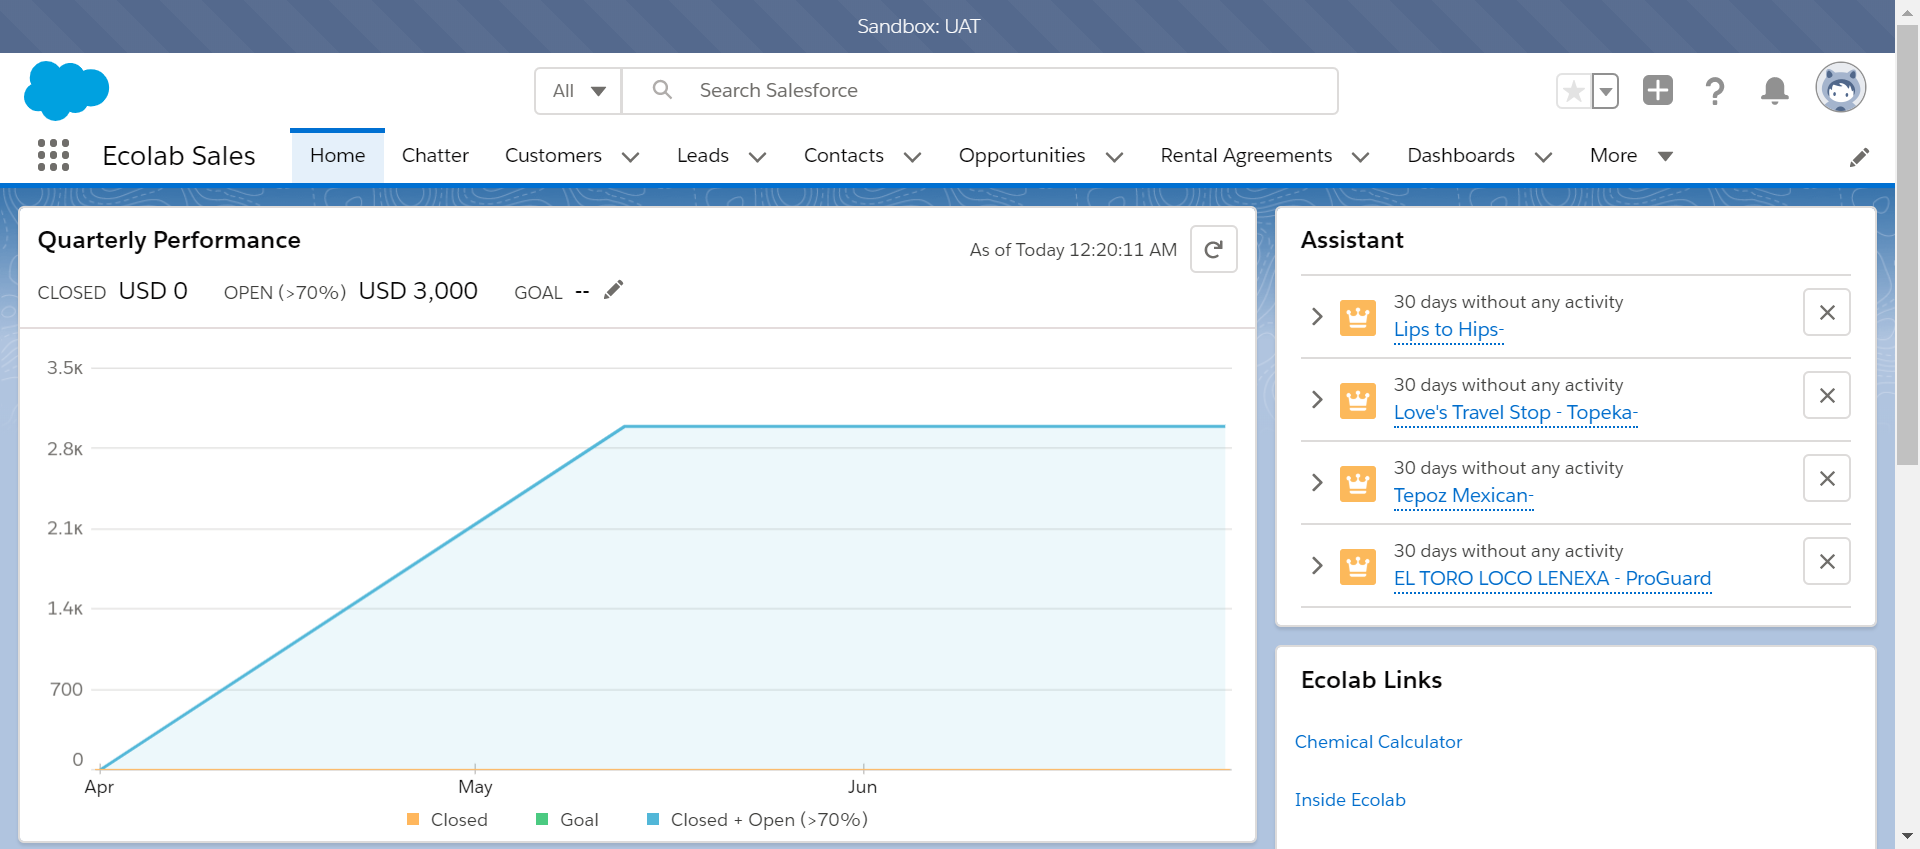 Sandbox: UAT
All
Search Salesforce
Ecolab Sales
Home
Chatter
Customers
Leads
Contacts
Opportunities
Rental Agreements
Dashboards
More
Quarterly Performance
As of Today 12:20:11 AM
CLOSED USD 0 OPEN (>70%) USD 3,000 GOAL --
3.5K
2.8K
2.1K
1.4K
700
0
Apr May Jun
Closed Goal Closed + Open (>70%)
Assistant
30 days without any activity
Lips to Hips-
30 days without any activity
Love's Travel Stop - Topeka-
30 days without any activity
Tepoz Mexican-
30 days without any activity
EL TORO LOCO LENEXA - ProGuard
Ecolab Links
Chemical Calculator
Inside Ecolab